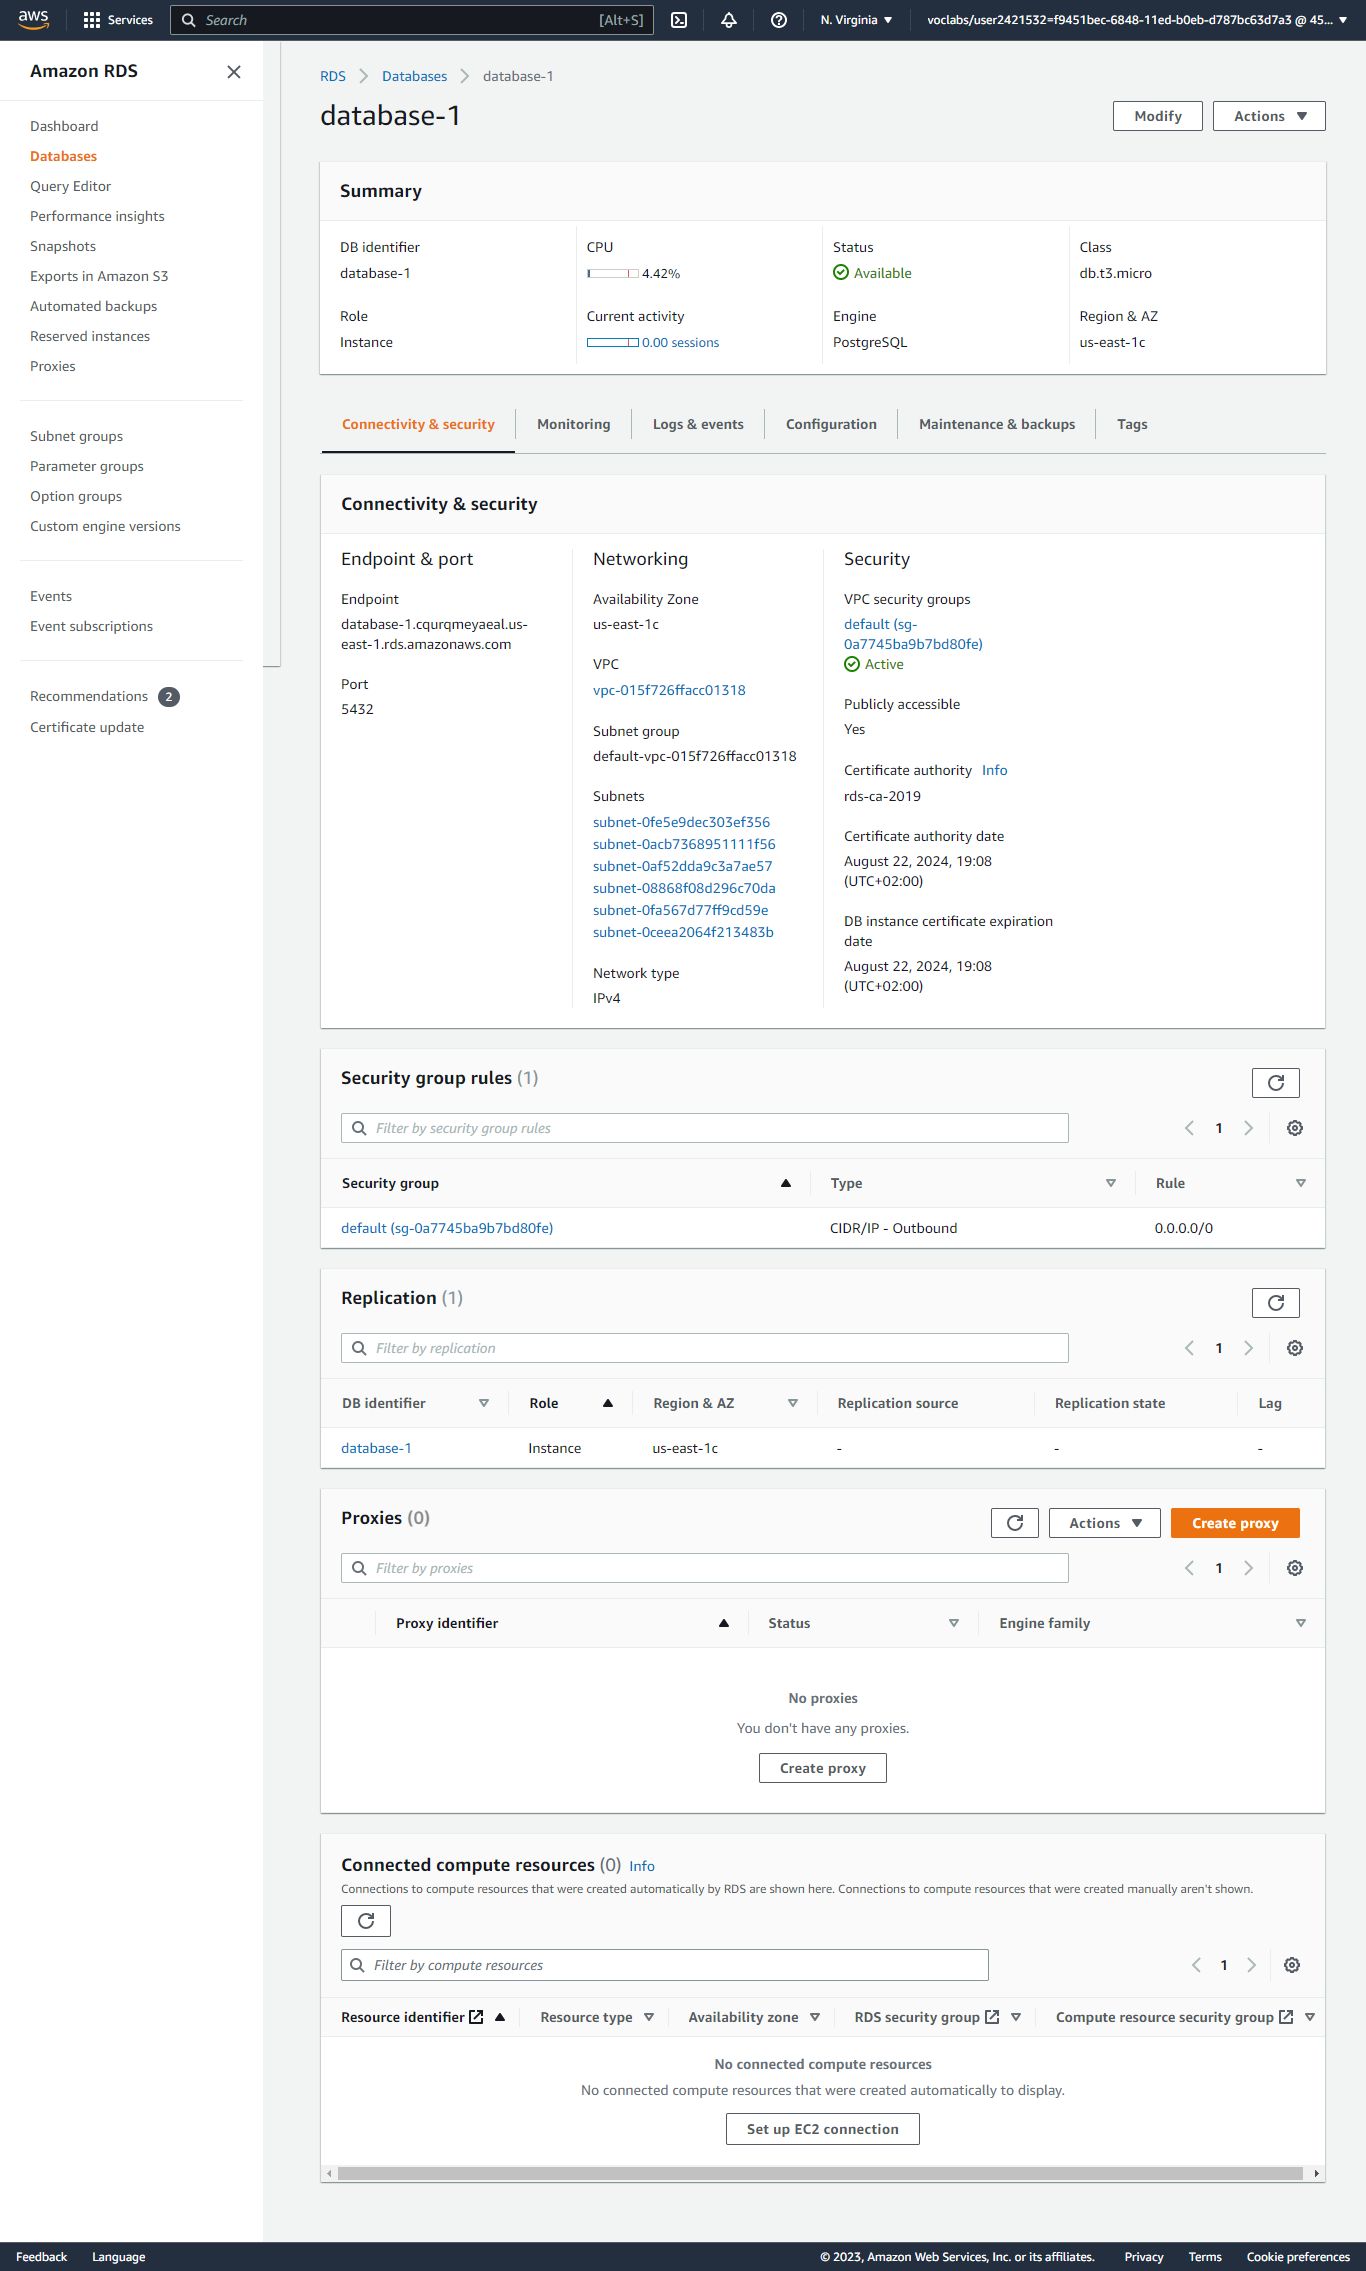 aws
Services
Search
[Alt+S]
N. Virginia
voclabs/user2421532=f9451bec-6848-11ed-b0eb-d787bc63d7a3 @ 45...
Amazon RDS
Dashboard
Databases
Query Editor
Performance insights
Snapshots
Exports in Amazon S3
Automated backups
Reserved instances
Proxies
Subnet groups
Parameter groups
Option groups
Custom engine versions
Events
Event subscriptions
Recommendations 2
Certificate update
RDS
Databases
database-1
database-1
Modify
Actions
Summary
DB identifier
database-1
CPU
4.42%
Status
Available
Class
db.t3.micro
Role
Instance
Current activity
0.00 sessions
Engine
PostgreSQL
Region & AZ
us-east-1c
Connectivity & security
Monitoring
Logs & events
Configuration
Maintenance & backups
Tags
Connectivity & security
Endpoint & port
Endpoint
database-1.cqurqmeyaeal.us-
east-1.rds.amazonaws.com
Port
5432
Networking
Availability Zone
us-east-1c
VPC
vpc-015f726ffacc01318
Subnet group
default-vpc-015f726ffacc01318
Subnets
subnet-0fe5e9dec303ef356
subnet-0acb7368951111f56
subnet-0af52dda9c3a7ae57
subnet-08868f08d296c70da
subnet-0fa567d77ff9cd59e
subnet-0ceea2064f213483b
Network type
IPv4
Security
VPC security groups
default (sg-
0a7745ba9b7bd80fe)
Active
Publicly accessible
Yes
Certificate authority Info
rds-ca-2019
Certificate authority date
August 22, 2024, 19:08
(UTC+02:00)
DB instance certificate expiration
date
August 22, 2024, 19:08
(UTC+02:00)
Security group rules (1)
Filter by security group rules
1
Security group
Type
Rule
default (sg-0a7745ba9b7bd80fe)
CIDR/IP - Outbound
0.0.0.0/0
Replication (1)
Filter by replication
1
DB identifier
Role
Region & AZ
Replication source
Replication state
Lag
database-1
Instance
us-east-1c
-
-
-
Proxies (0)
Actions
Create proxy
Filter by proxies
1
Proxy identifier
Status
Engine family
No proxies
You don't have any proxies.
Create proxy
Connected compute resources (0) Info
Connections to compute resources that were created automatically by RDS are shown here. Connections to compute resources that were created manually aren't shown.
Filter by compute resources
1
Resource identifier
Resource type
Availability zone
RDS security group
Compute resource security group
No connected compute resources
No connected compute resources that were created automatically to display.
Set up EC2 connection
Feedback
Language
© 2023, Amazon Web Services, Inc. or its affiliates.
Privacy
Terms
Cookie preferences